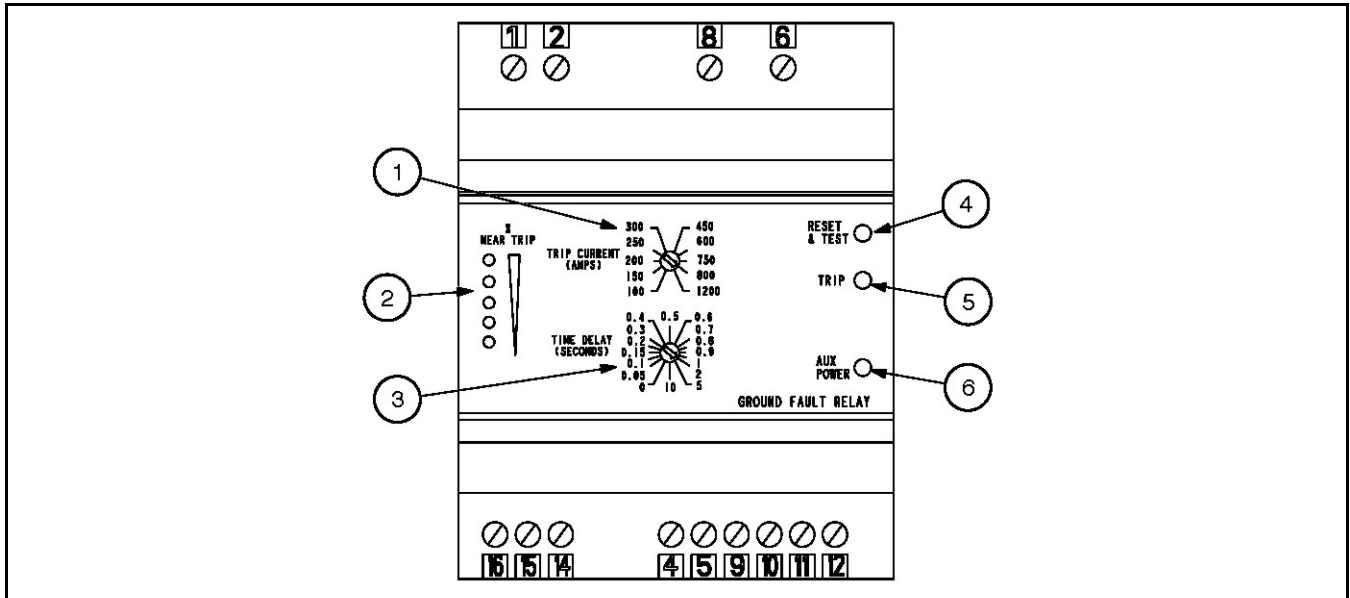 1 2 8 6
1
4
% NEAR TRIP
TRIP CURRENT
(AMPS)
300 450
250 600
200 750
150 800
100 1200
RESET
& TEST
TRIP
5
2
TIME DELAY
(SECONDS)
0.4 0.5 0.6
0.3 0.7
0.2 0.8
0.15 0.9
0.1 1
0.05 2
0 10 5
AUX
POWER
3
6
GROUND FAULT RELAY
16 15 14 4 5 9 10 11 12